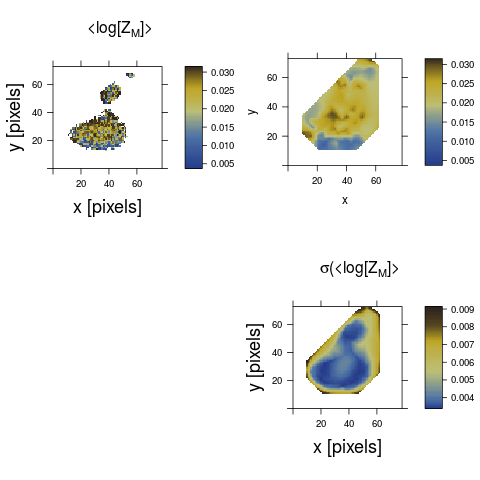 <log[Z_M]>
y [pixels]
60
40
20
20 40 60
x [pixels]
0.030
0.025
0.020
0.015
0.010
0.005
y
60
40
20
20 40 60
x
0.030
0.025
0.020
0.015
0.010
0.005
σ(<log[Z_M]>
y [pixels]
60
40
20
20 40 60
x [pixels]
0.009
0.008
0.007
0.006
0.005
0.004